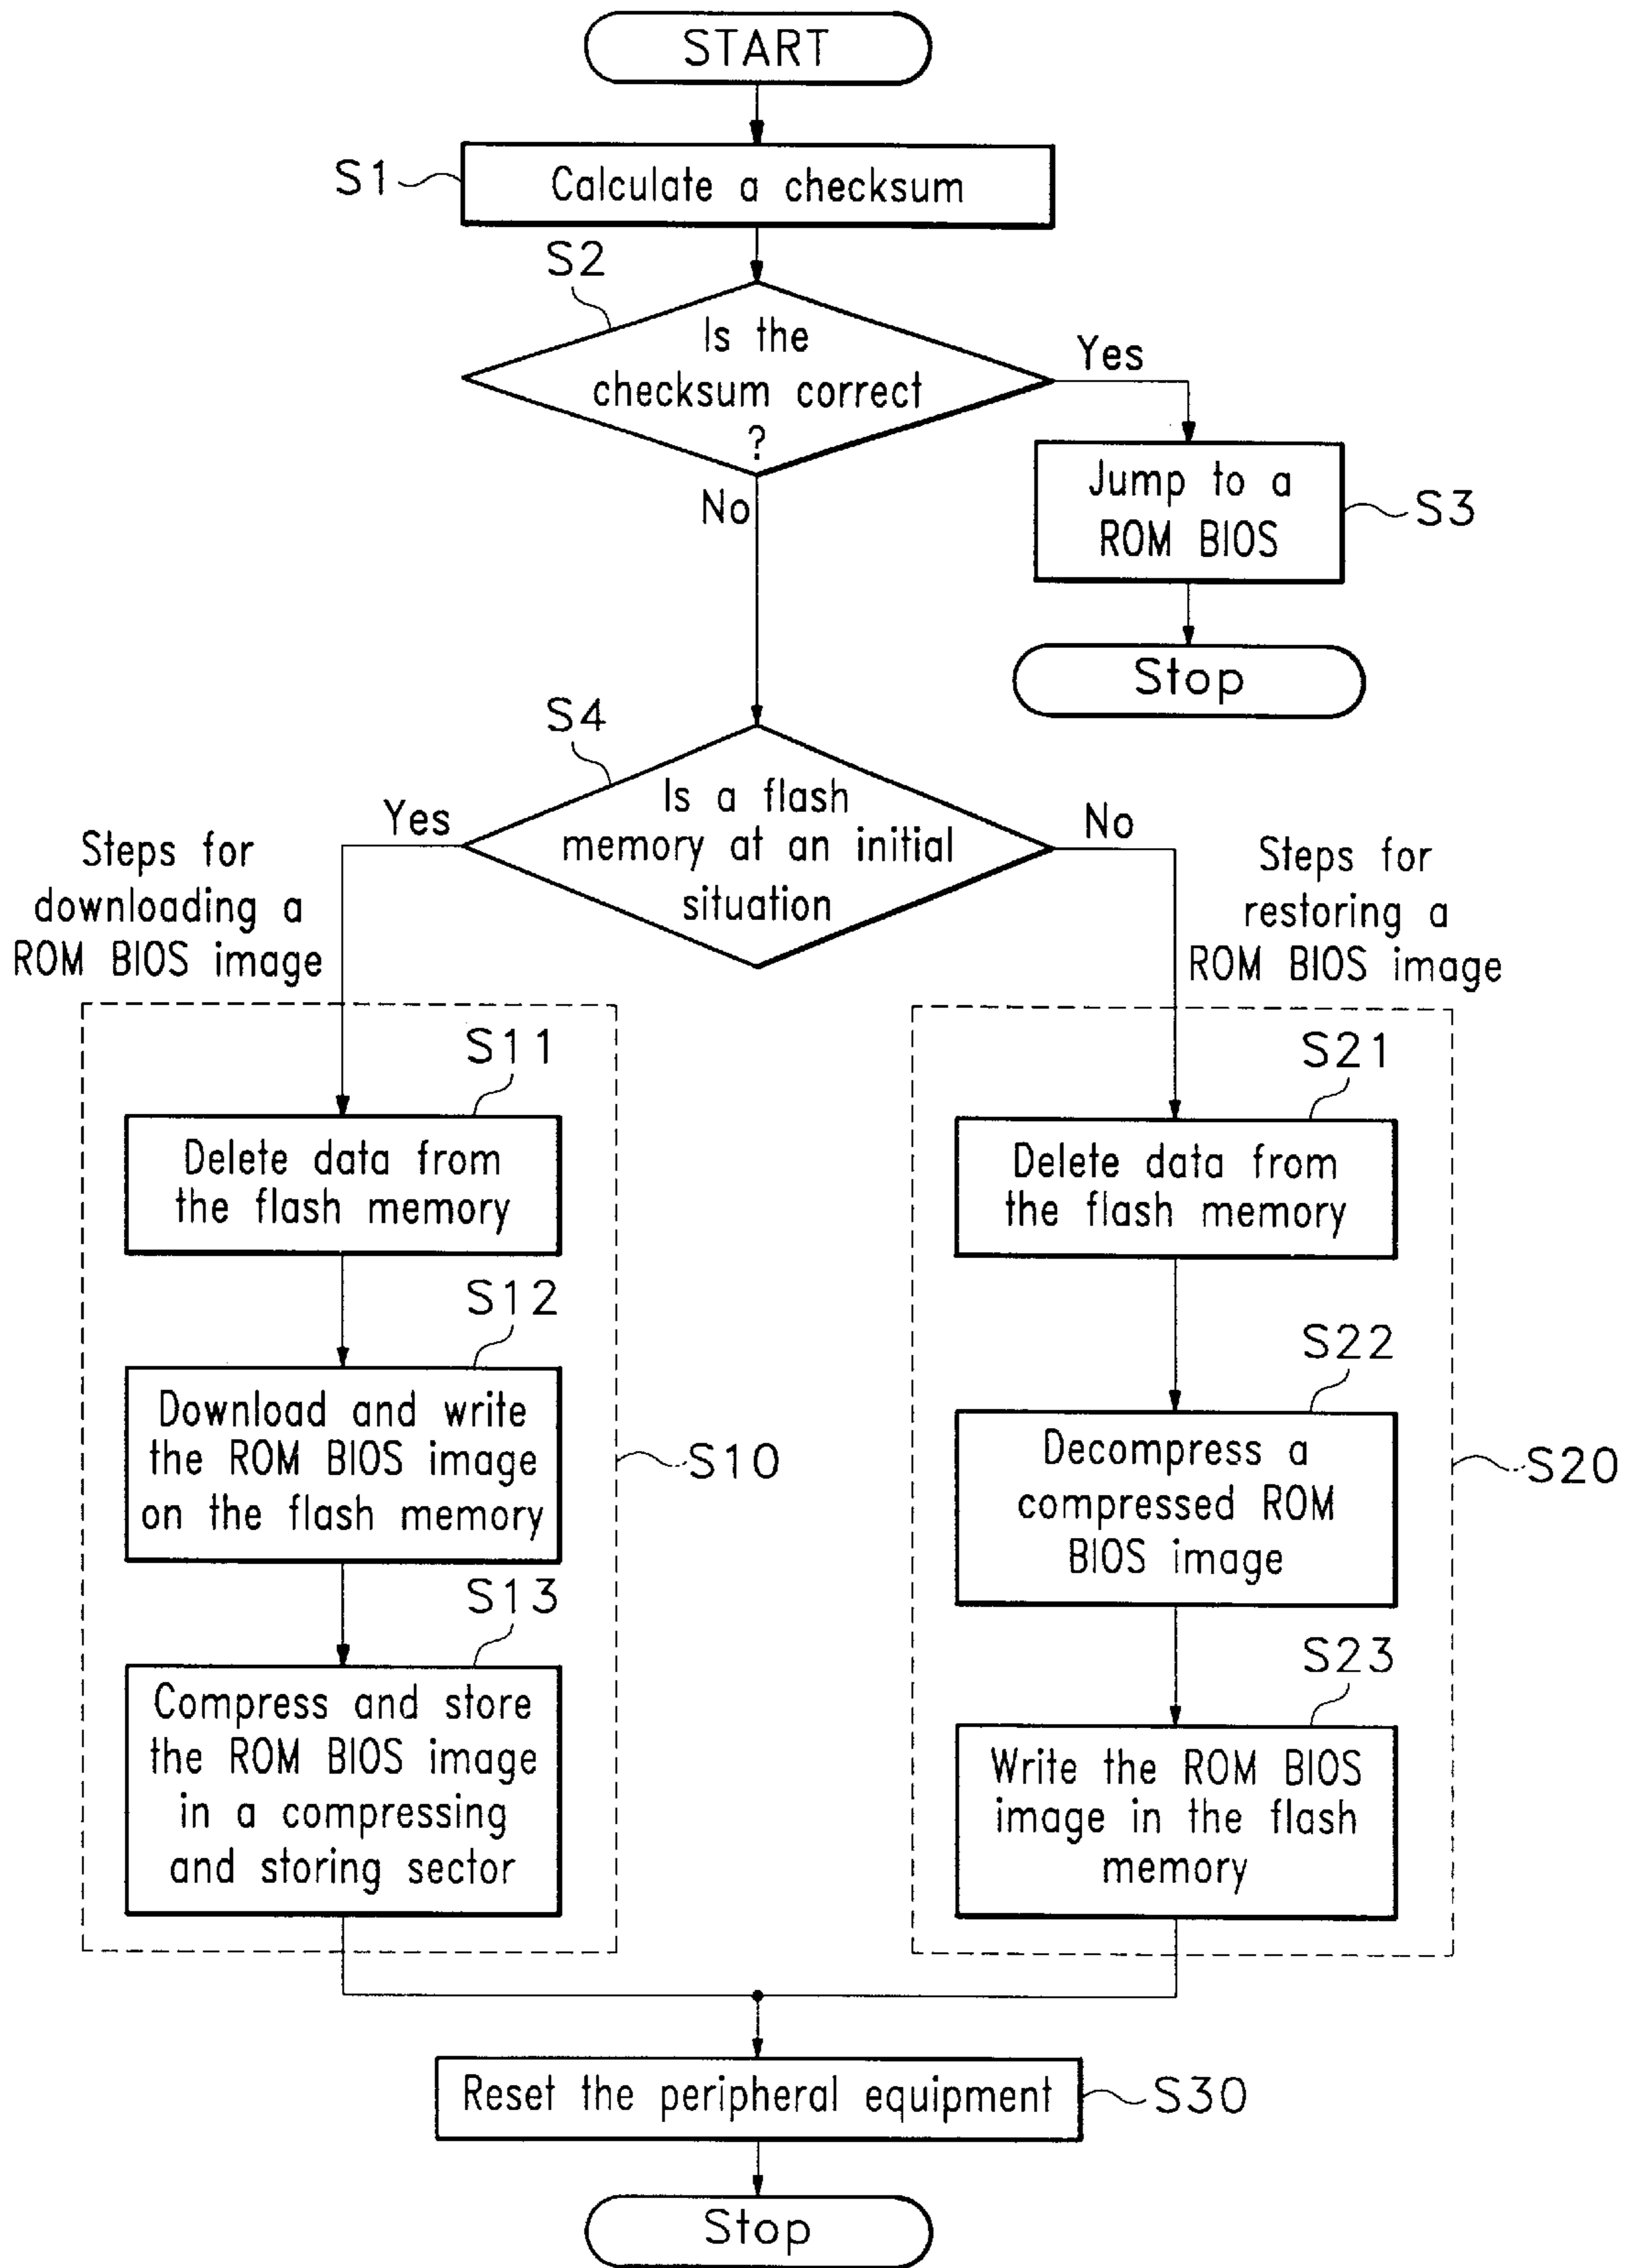 START
S1
Calculate a checksum
S2
Is the
checksum correct
?
Yes
No
Jump to a
ROM BIOS
S3
Stop
S4
Is a flash
memory at an initial
situation
Yes
No
Steps for
downloading a
ROM BIOS image
Steps for
restoring a
ROM BIOS image
S11
Delete data from
the flash memory
S12
Download and write
the ROM BIOS image
on the flash memory
S10
S13
Compress and store
the ROM BIOS image
in a compressing
and storing sector
S21
Delete data from
the flash memory
S22
Decompress a
compressed ROM
BIOS image
S20
S23
Write the ROM BIOS
image in the flash
memory
Reset the peripheral equipment
S30
Stop